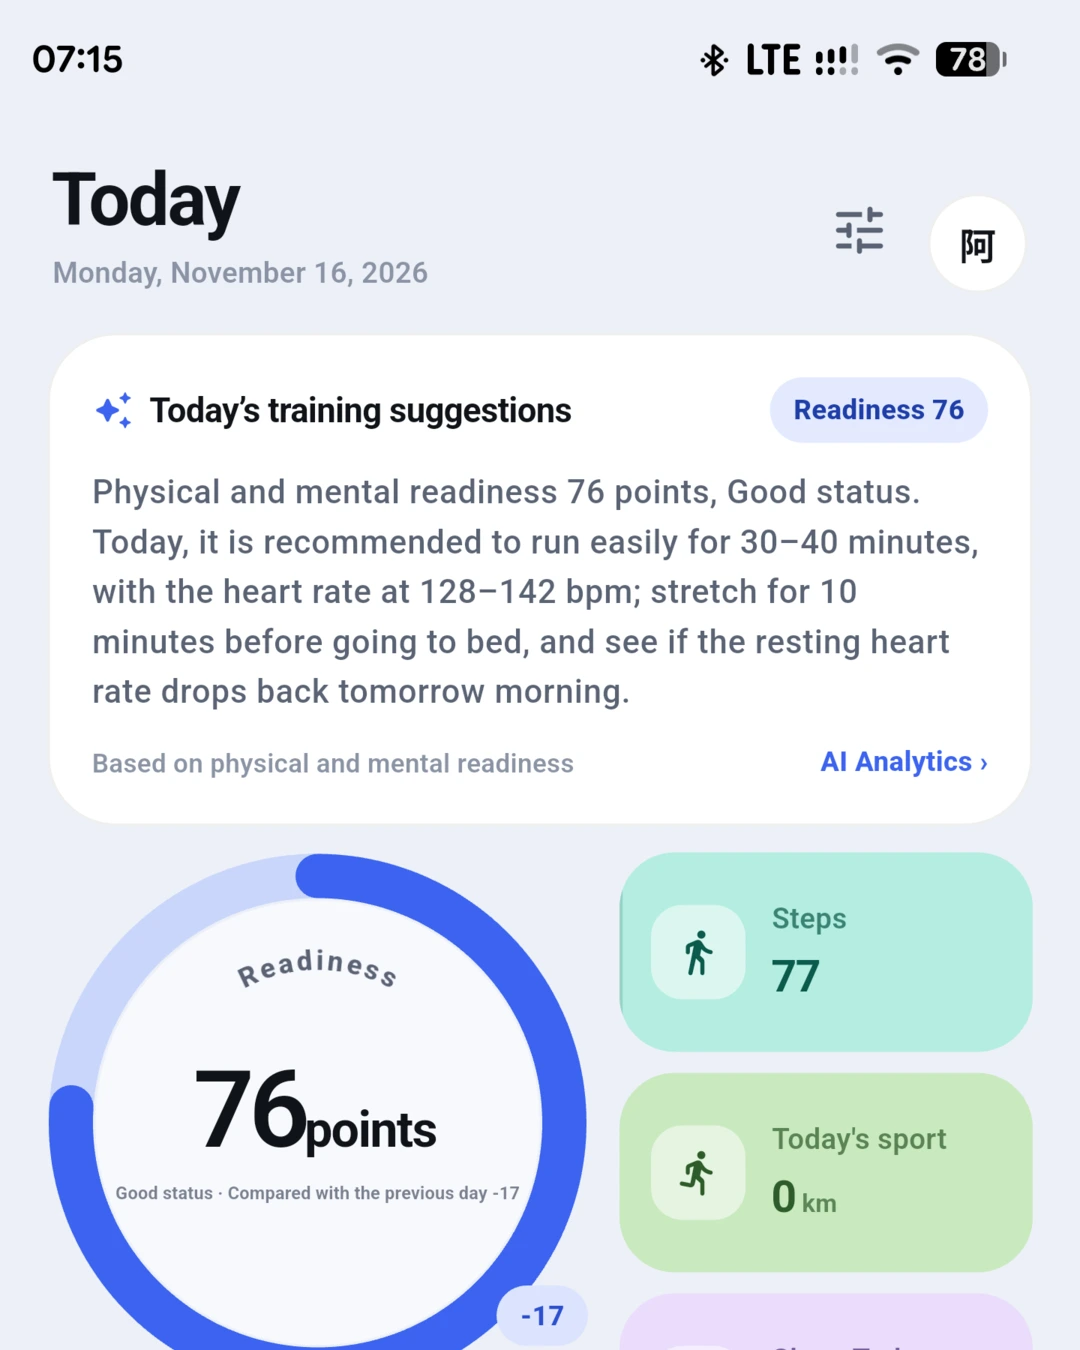 07:15
LTE
78
Today
Monday, November 16, 2026
阿
Today’s training suggestions
Readiness 76
Physical and mental readiness 76 points, Good status.
Today, it is recommended to run easily for 30–40 minutes,
with the heart rate at 128–142 bpm; stretch for 10
minutes before going to bed, and see if the resting heart
rate drops back tomorrow morning.
Based on physical and mental readiness
AI Analytics ›
Readiness
76points
Good status · Compared with the previous day -17
-17
Steps
77
Today's sport
0 km